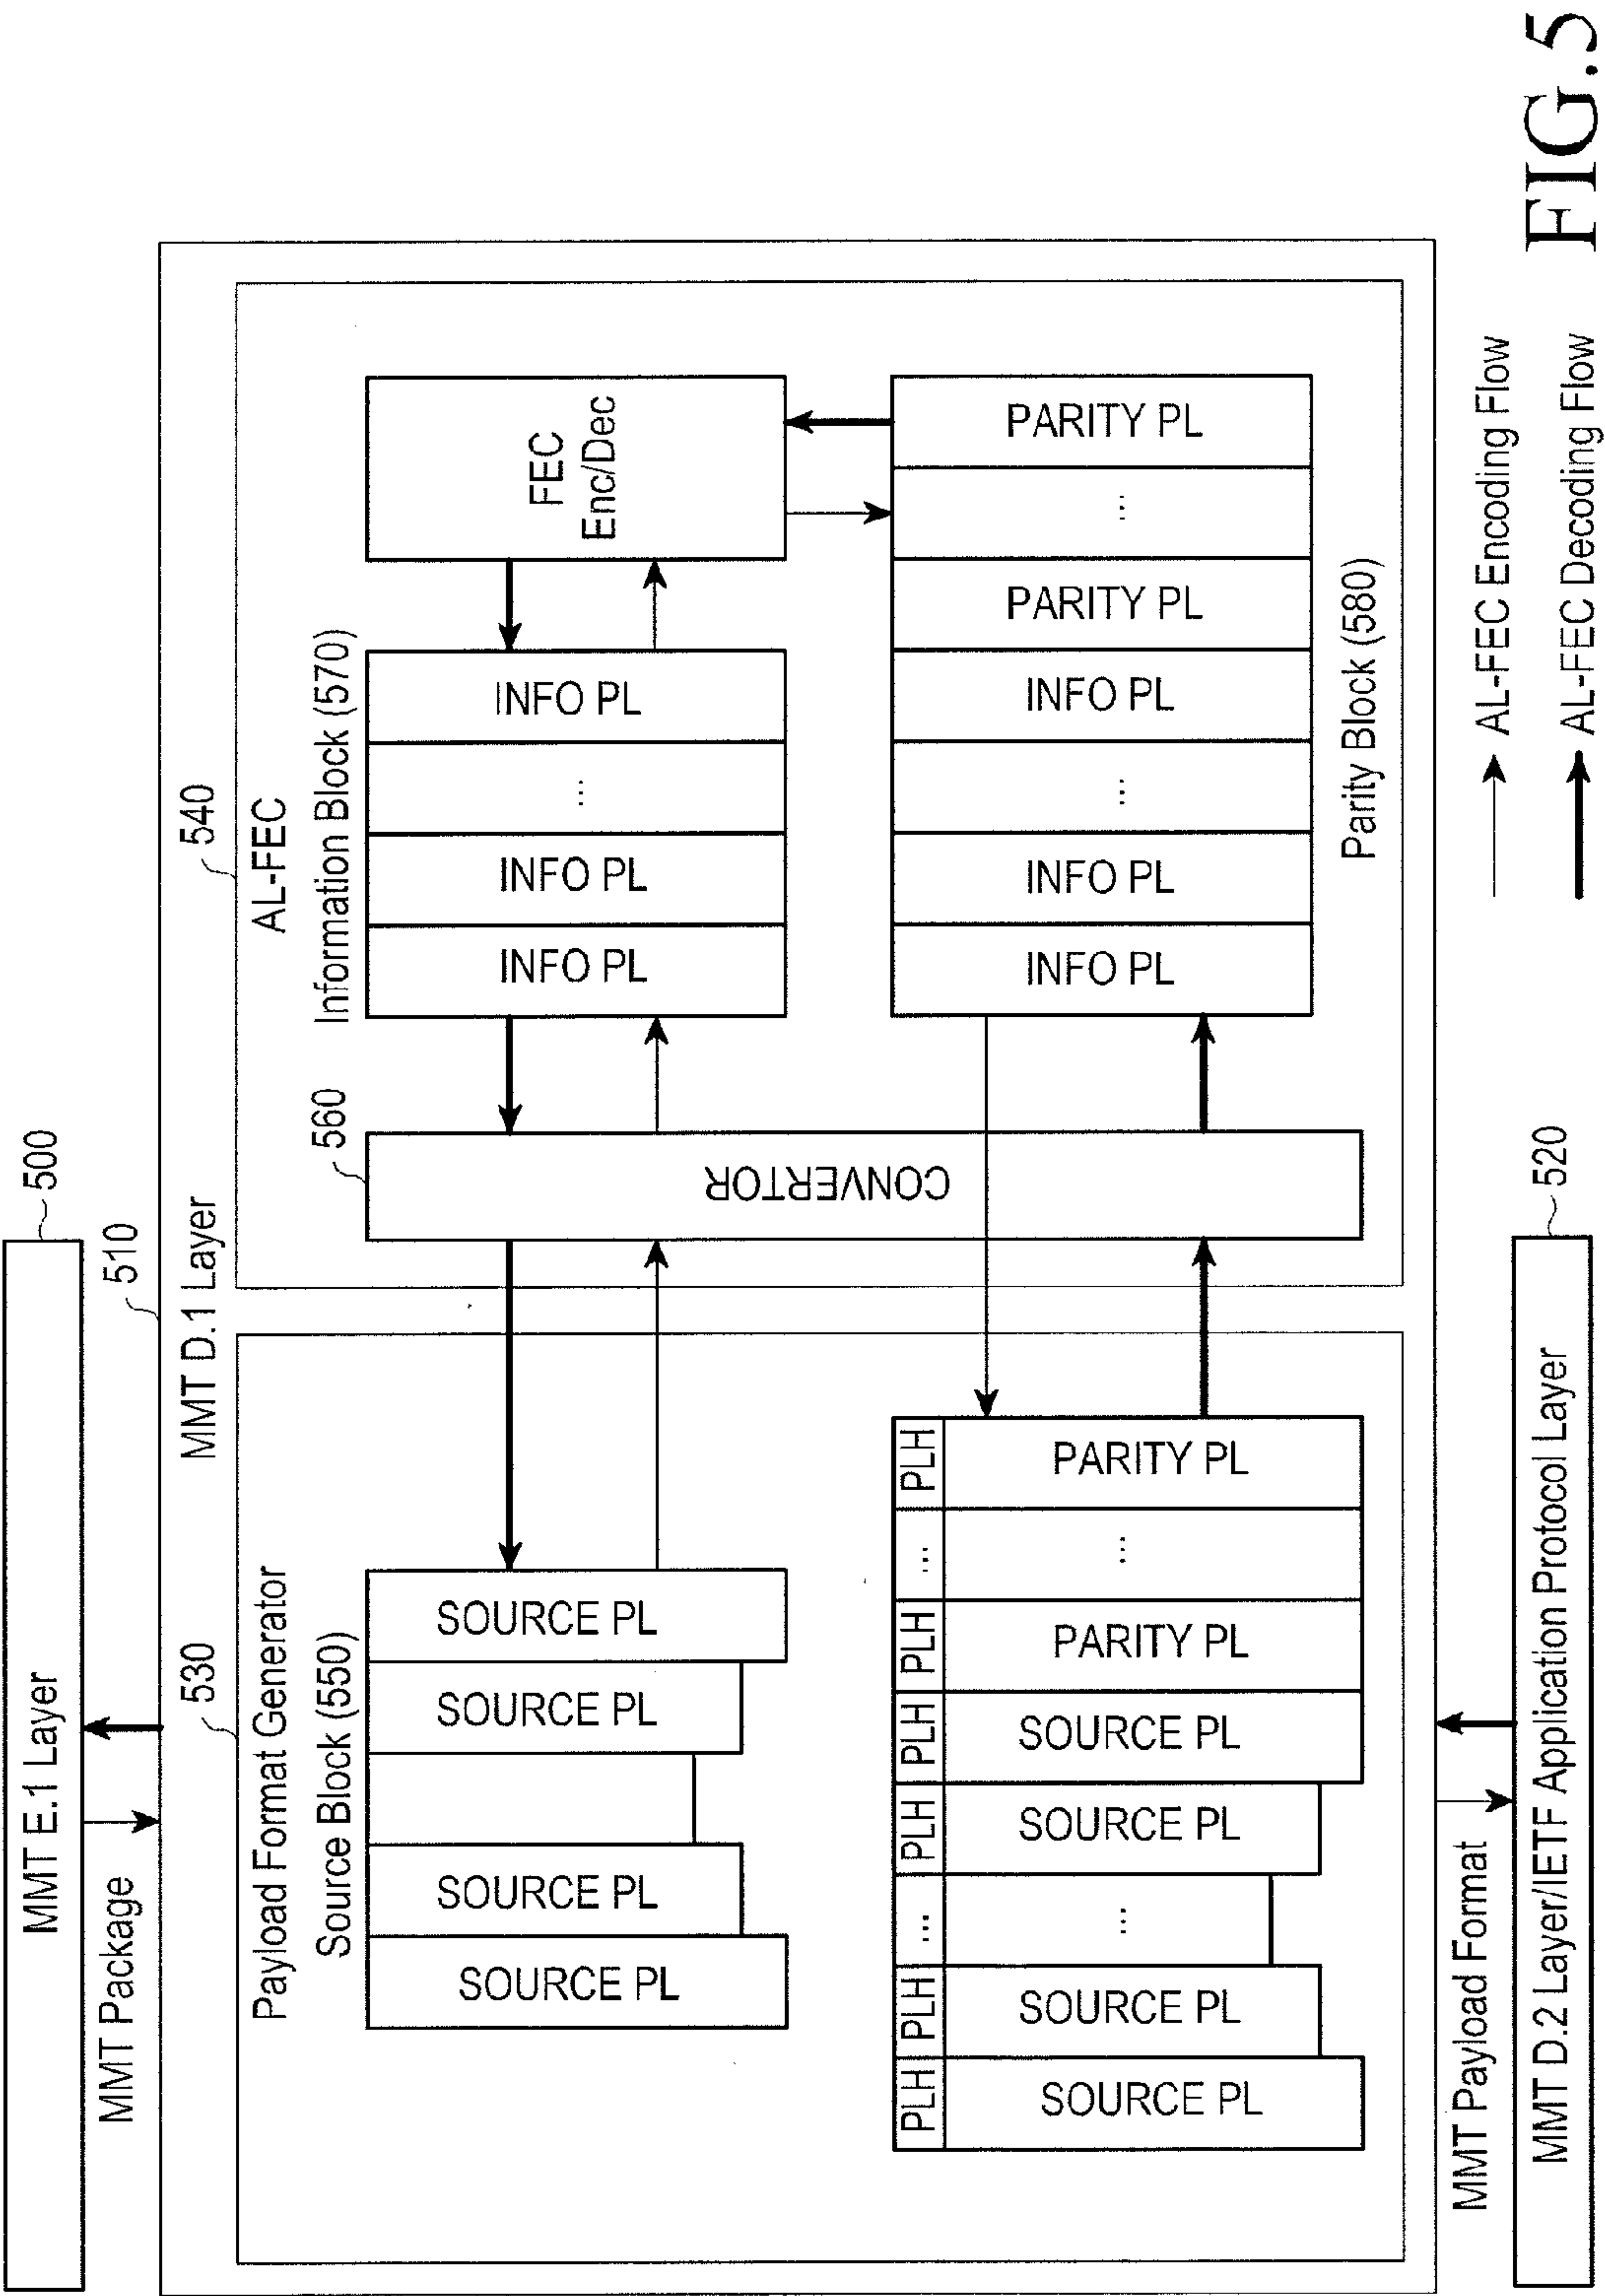 MMT E.1 Layer
500
MMT Package
510
MMT D.1 Layer
530
Payload Format Generator
Source Block (550)
SOURCE PL
SOURCE PL
SOURCE PL
SOURCE PL
PLH
PLH
...
PLH
PLH
PLH
...
PLH
SOURCE PL
SOURCE PL
...
SOURCE PL
SOURCE PL
PARITY PL
...
PARITY PL
540
AL-FEC
560
CONVERTOR
Information Block (570)
INFO PL
INFO PL
...
INFO PL
FEC
Enc/Dec
INFO PL
INFO PL
...
INFO PL
PARITY PL
...
PARITY PL
Parity Block (580)
MMT Payload Format
520
MMT D.2 Layer/IETF Application Protocol Layer
AL-FEC Encoding Flow
AL-FEC Decoding Flow
FIG.5